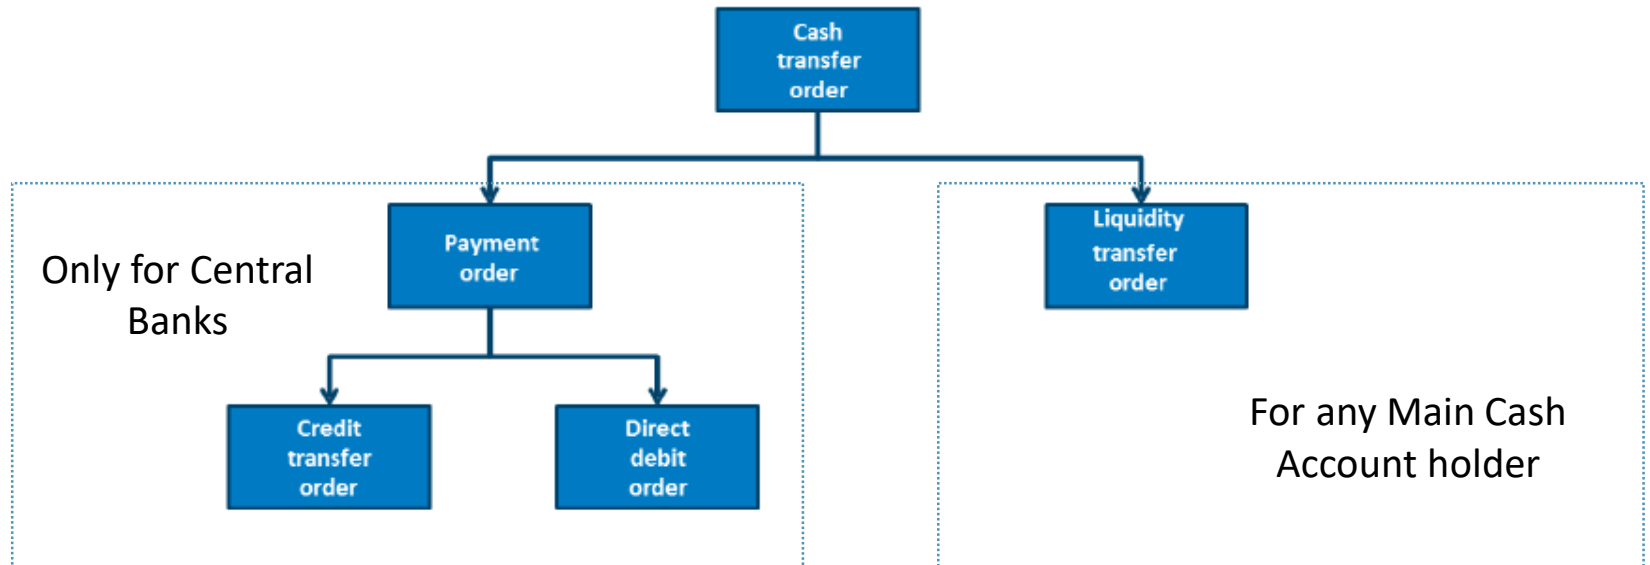 Cash
transfer
order
Payment
order
Liquidity
transfer
order
Only for Central
Banks
Credit
transfer
order
Direct
debit
order
For any Main Cash
Account holder